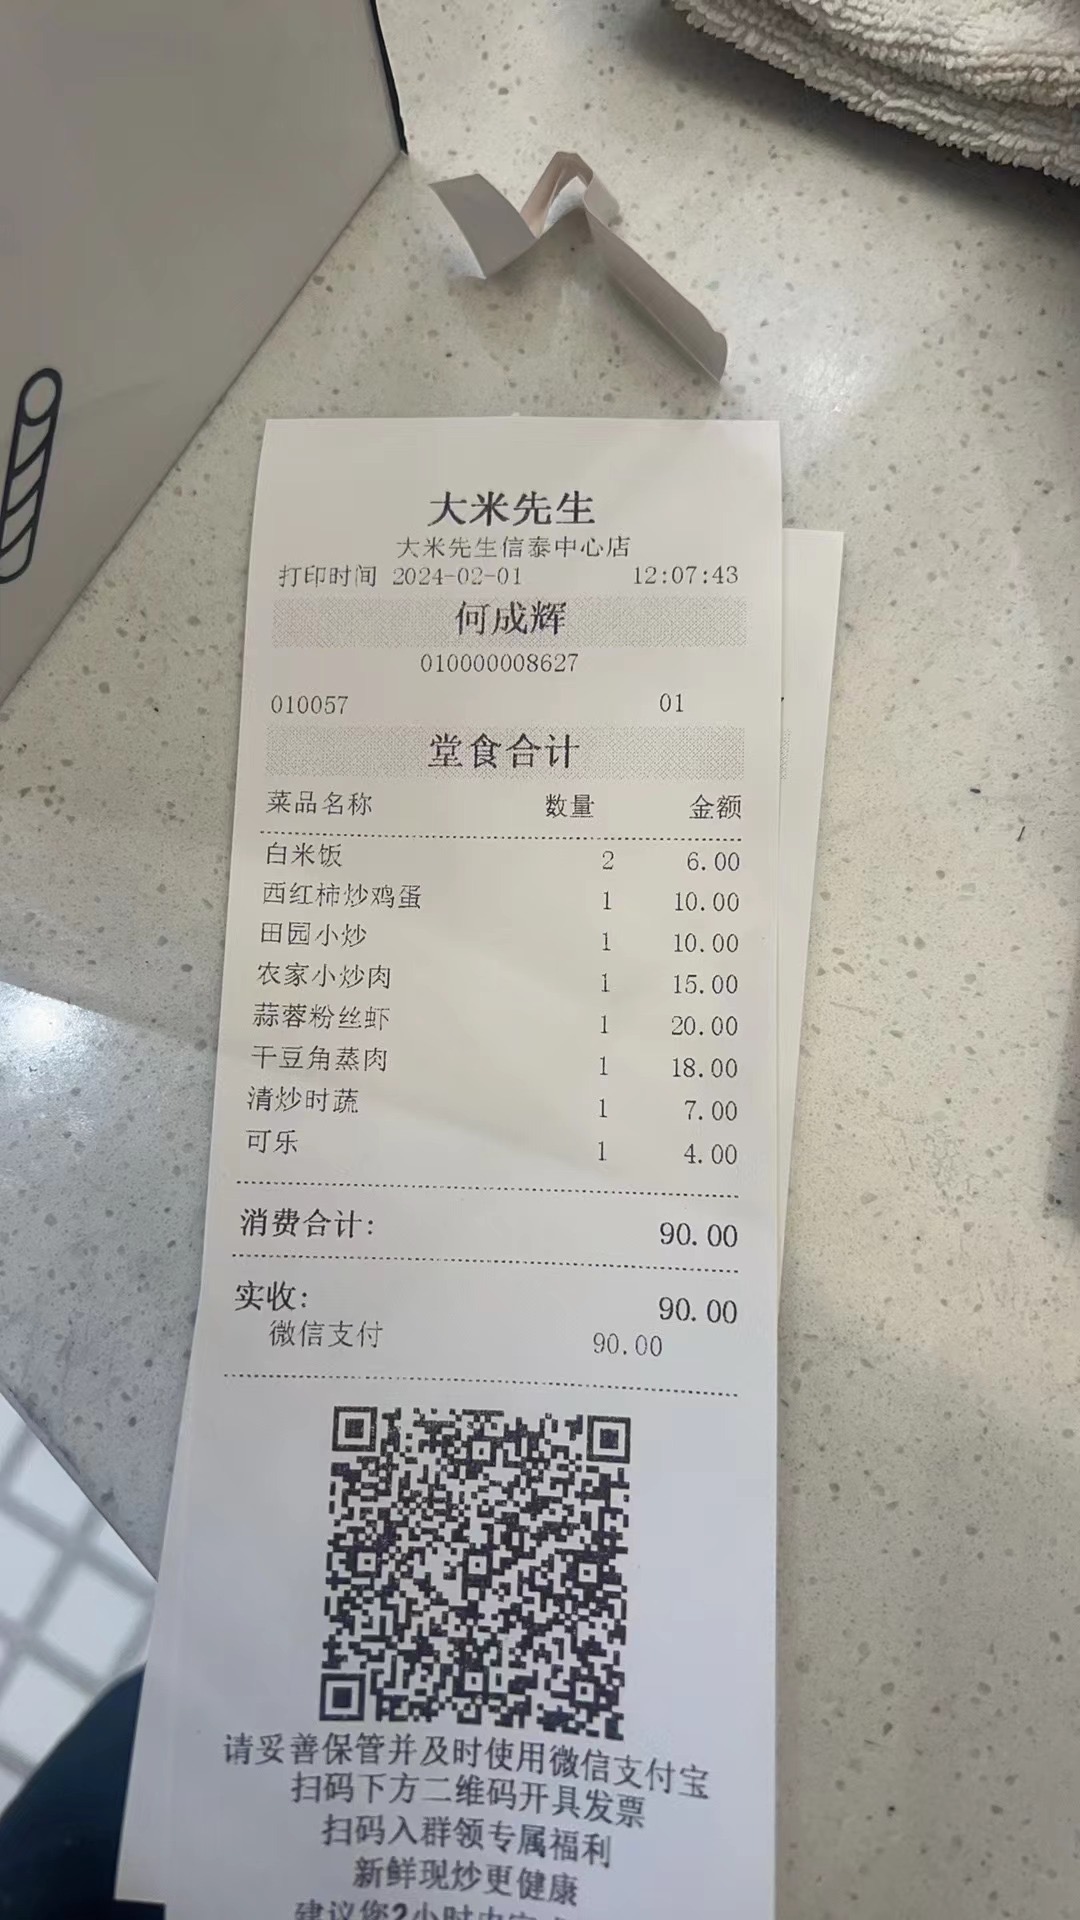 大米先生
大米先生信泰中心店
打印时间 2024-02-01 12:07:43
何成辉
010000008627
010057 01
堂食合计
菜品名称 数量 金额
白米饭 2 6.00
西红柿炒鸡蛋 1 10.00
田园小炒 1 10.00
农家小炒肉 1 15.00
蒜蓉粉丝虾 1 20.00
干豆角蒸肉 1 18.00
清炒时蔬 1 7.00
可乐 1 4.00
消费合计: 90.00
实收: 90.00
微信支付 90.00
请妥善保管并及时使用微信支付宝
扫码下方二维码开具发票
扫码入群领专属福利
新鲜现炒更健康
建议您2小时内